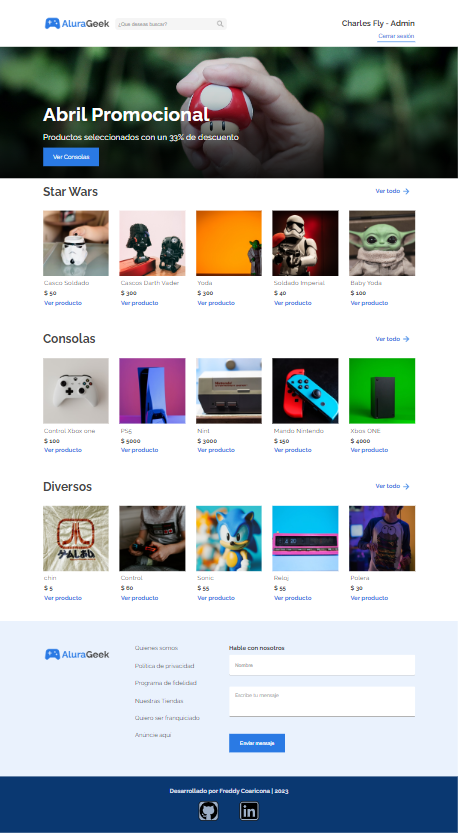 AluraGeek
¿Que deseas buscar?
Charles Fly - Admin
Cerrar sesión
Abril Promocional
Productos seleccionados con un 33% de descuento
Ver Consolas
Star Wars
Ver todo
Casco Soldado
Cascos Darth Vader
Yoda
Soldado Imperial
Baby Yoda
$ 50
$ 300
$ 300
$ 40
$ 100
Ver producto
Ver producto
Ver producto
Ver producto
Ver producto
Consolas
Ver todo
Control Xbox one
PS5
Nint
Mando Nintendo
Xbox ONE
$ 100
$ 5000
$ 3000
$ 150
$ 4000
Ver producto
Ver producto
Ver producto
Ver producto
Ver producto
Diversos
Ver todo
chin
Control
Sonic
Reloj
Polera
$ 5
$ 60
$ 55
$ 55
$ 30
Ver producto
Ver producto
Ver producto
Ver producto
Ver producto
AluraGeek
Quienes somos
Política de privacidad
Programa de fidelidad
Nuestras Tiendas
Quiero ser franquiciado
Anúncie aquí
Hable con nosotros
Nombre
Escribe tu mensaje
Enviar mensaje
Desarrollado por Freddy Coaricona | 2023
in